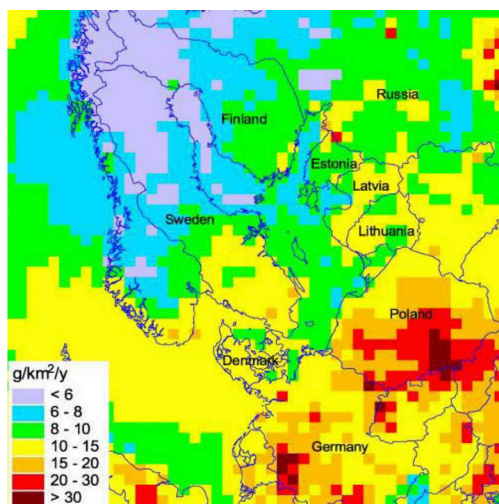 Russia
Finland
Estonia
Latvia
Sweden
Lithuania
Poland
Denmark
g/km²/y
< 6
6 - 8
8 - 10
10 - 15
15 - 20
20 - 30
> 30
Germany